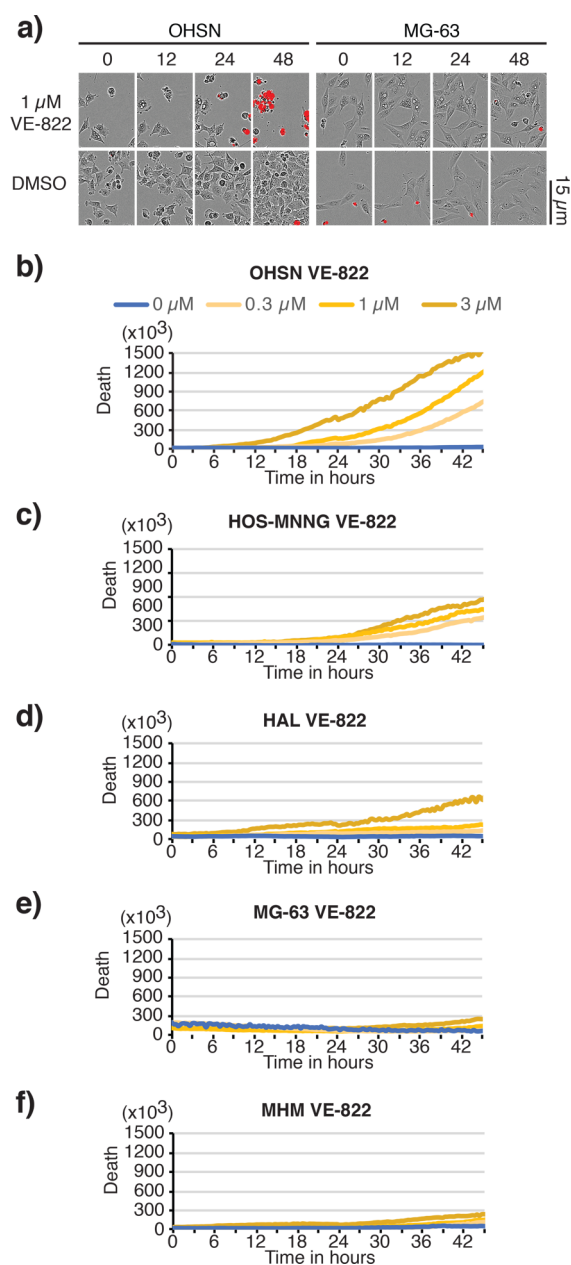 a)
OHSN MG-63
0 12 24 48 0 12 24 48
1 µM
VE-822
DMSO
15 µm
b)
OHSN VE-822
0 µM 0.3 µM 1 µM 3 µM
(x10³)
Death
1500
1200
900
600
300
0
0 6 12 18 24 30 36 42
Time in hours
c)
HOS-MNNG VE-822
(x10³)
Death
1500
1200
900
600
300
0
0 6 12 18 24 30 36 42
Time in hours
d)
HAL VE-822
(x10³)
Death
1500
1200
900
600
300
0
0 6 12 18 24 30 36 42
Time in hours
e)
MG-63 VE-822
(x10³)
Death
1500
1200
900
600
300
0
0 6 12 18 24 30 36 42
Time in hours
f)
MHM VE-822
(x10³)
Death
1500
1200
900
600
300
0
0 6 12 18 24 30 36 42
Time in hours